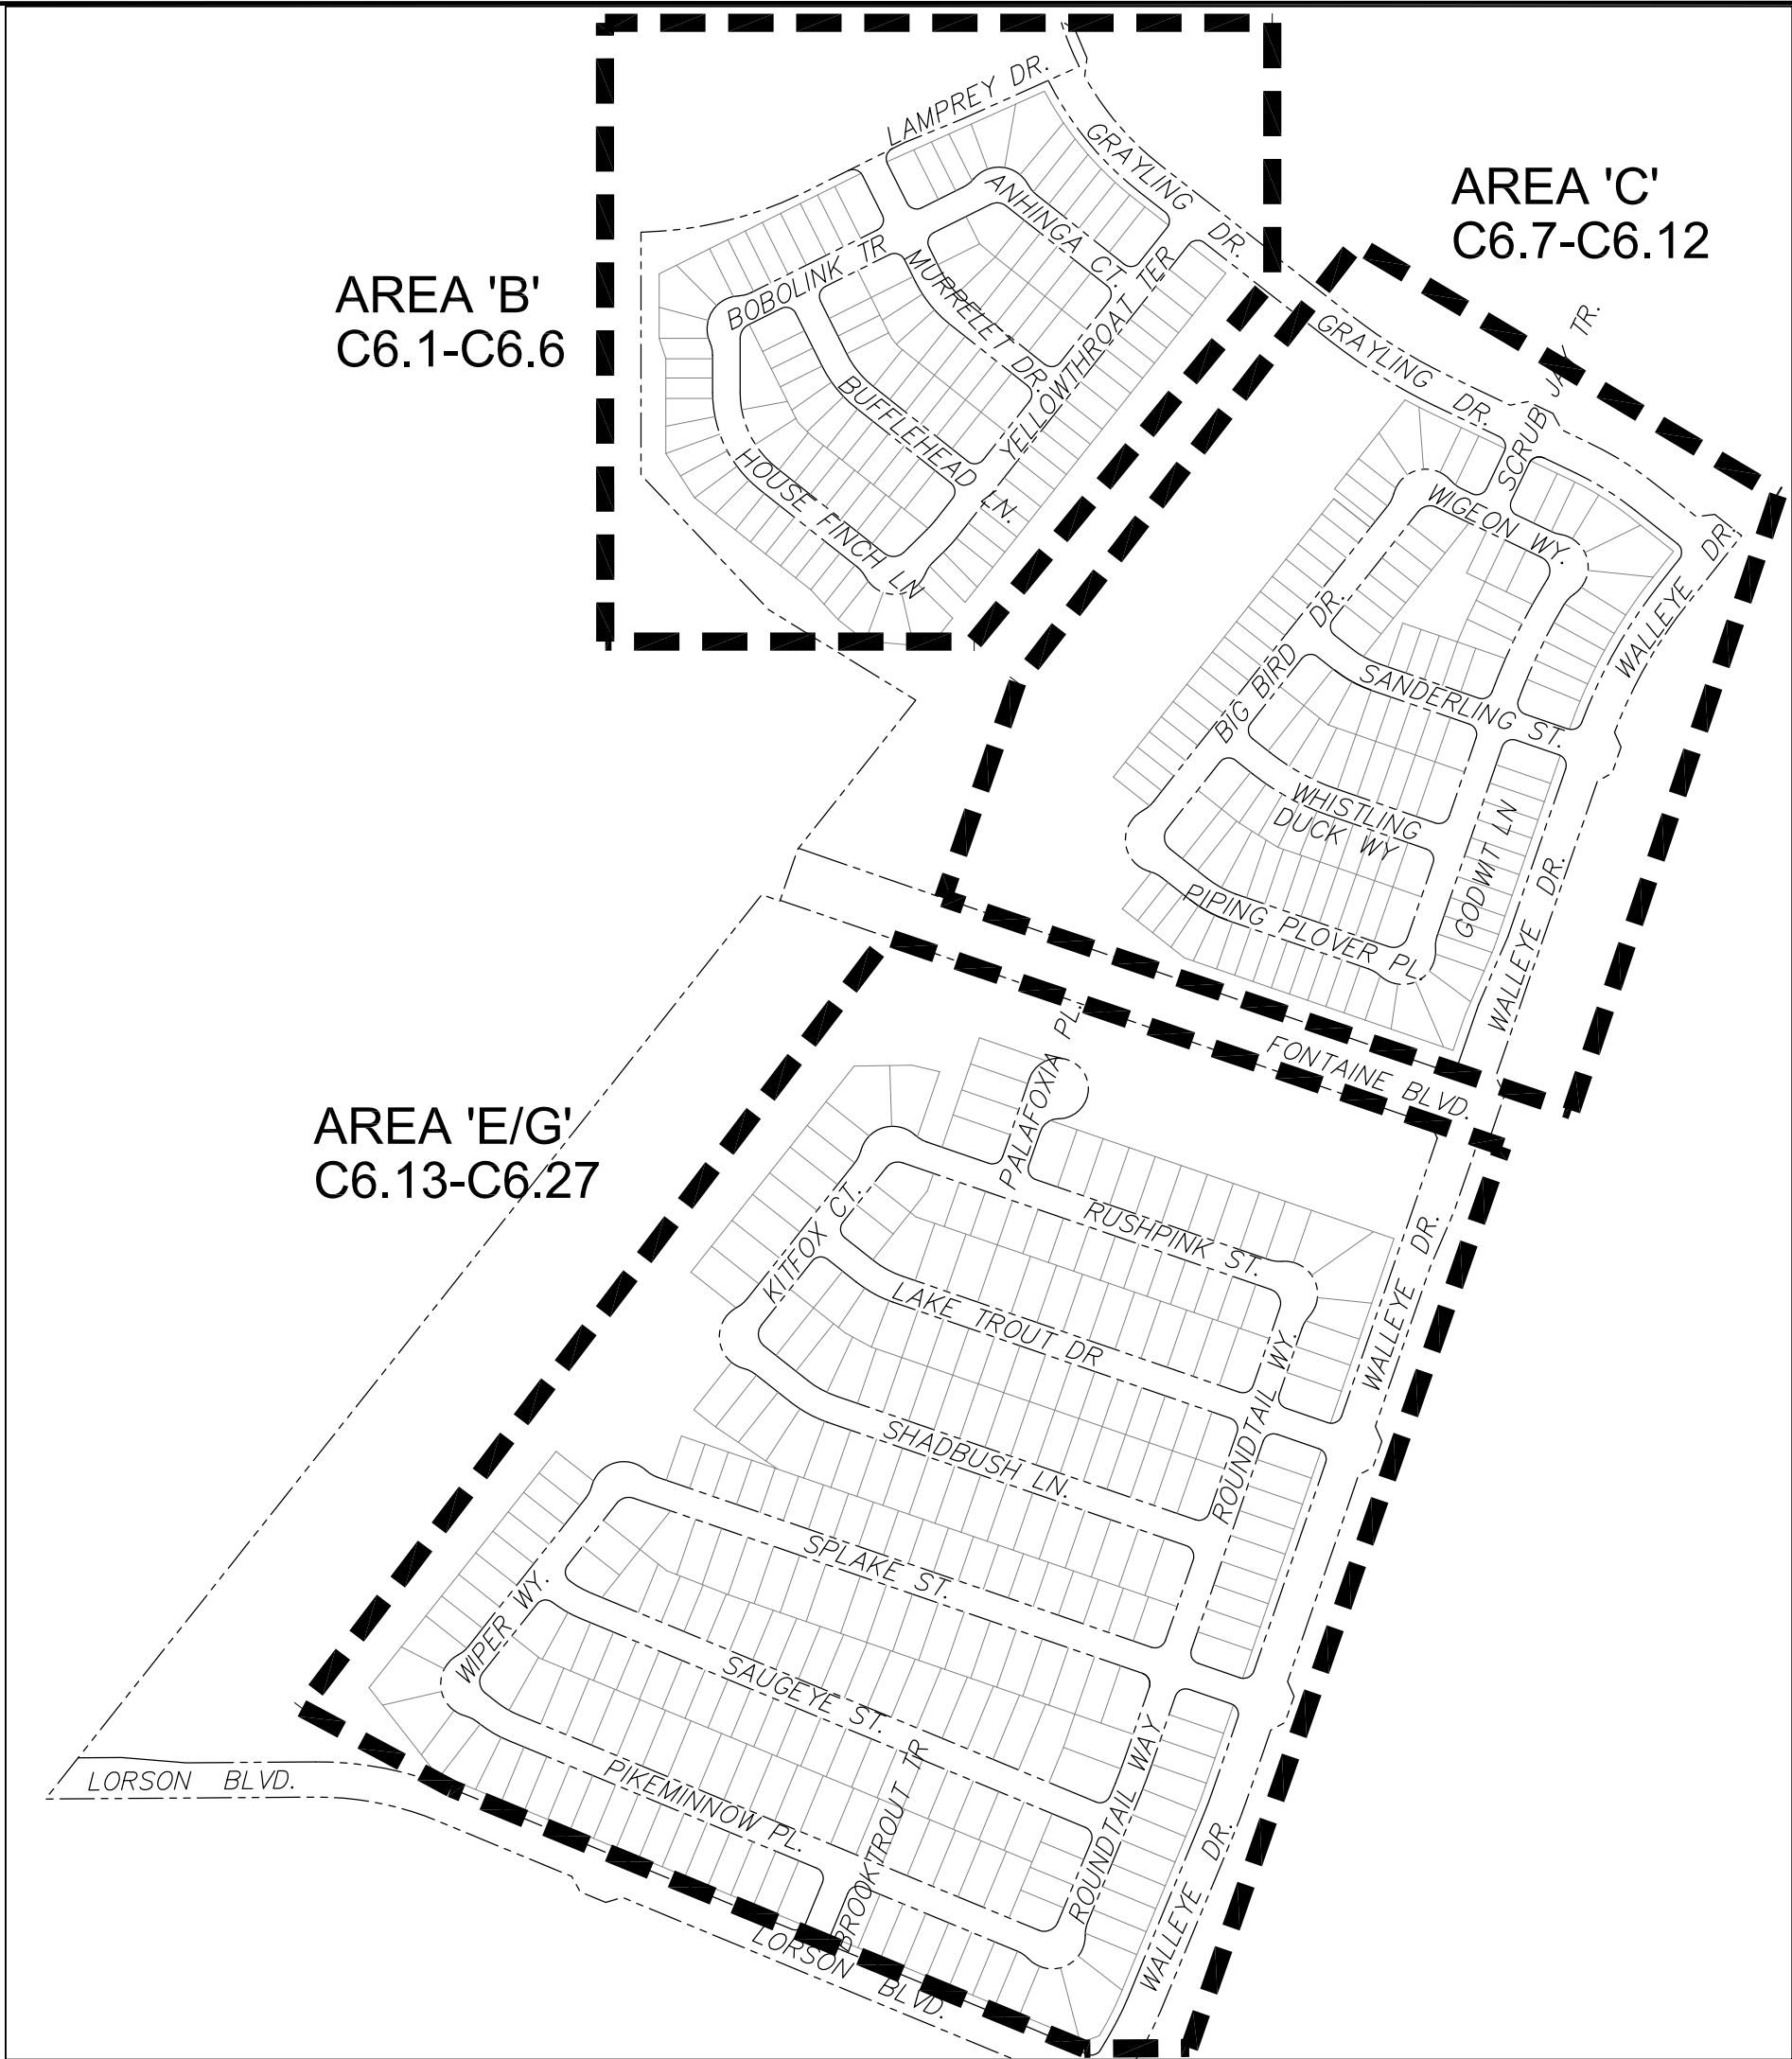 LAMPREY DR.
GRAYLING DR.
ANHINGA CT.
AREA 'C'
C6.7-C6.12
AREA 'B'
C6.1-C6.6
BOBOLINK TR
MURRELET DR.
YELLOWTHROAT TER
BUFFLEHEAD LN.
HOUSE FINCH LN
GRAYLING DR.
SCRUB JAY TR.
WIGEON WY.
WALLEYE DR.
BIG BIRD DR.
SANDERLING ST.
WHISTLING
DUCK WY
GODWIT LN
PIPING PLOVER PL.
WALLEYE DR.
FONTAINE BLVD.
PALAFOXIA PL.
AREA 'E/G'
C6.13-C6.27
KITFOX CT.
RUSHPINK ST.
LAKE TROUT DR
WALLEYE DR.
ROUNDTAIL WY.
SHADBUSH LN.
SPLAKE ST.
WIPER WY.
SAUGEYE ST.
ROUNDTAIL WAY
LORSON BLVD.
PIKEMINNOW PL.
BROOKTROUT TR
WALLEYE DR.
LORSON BLVD.